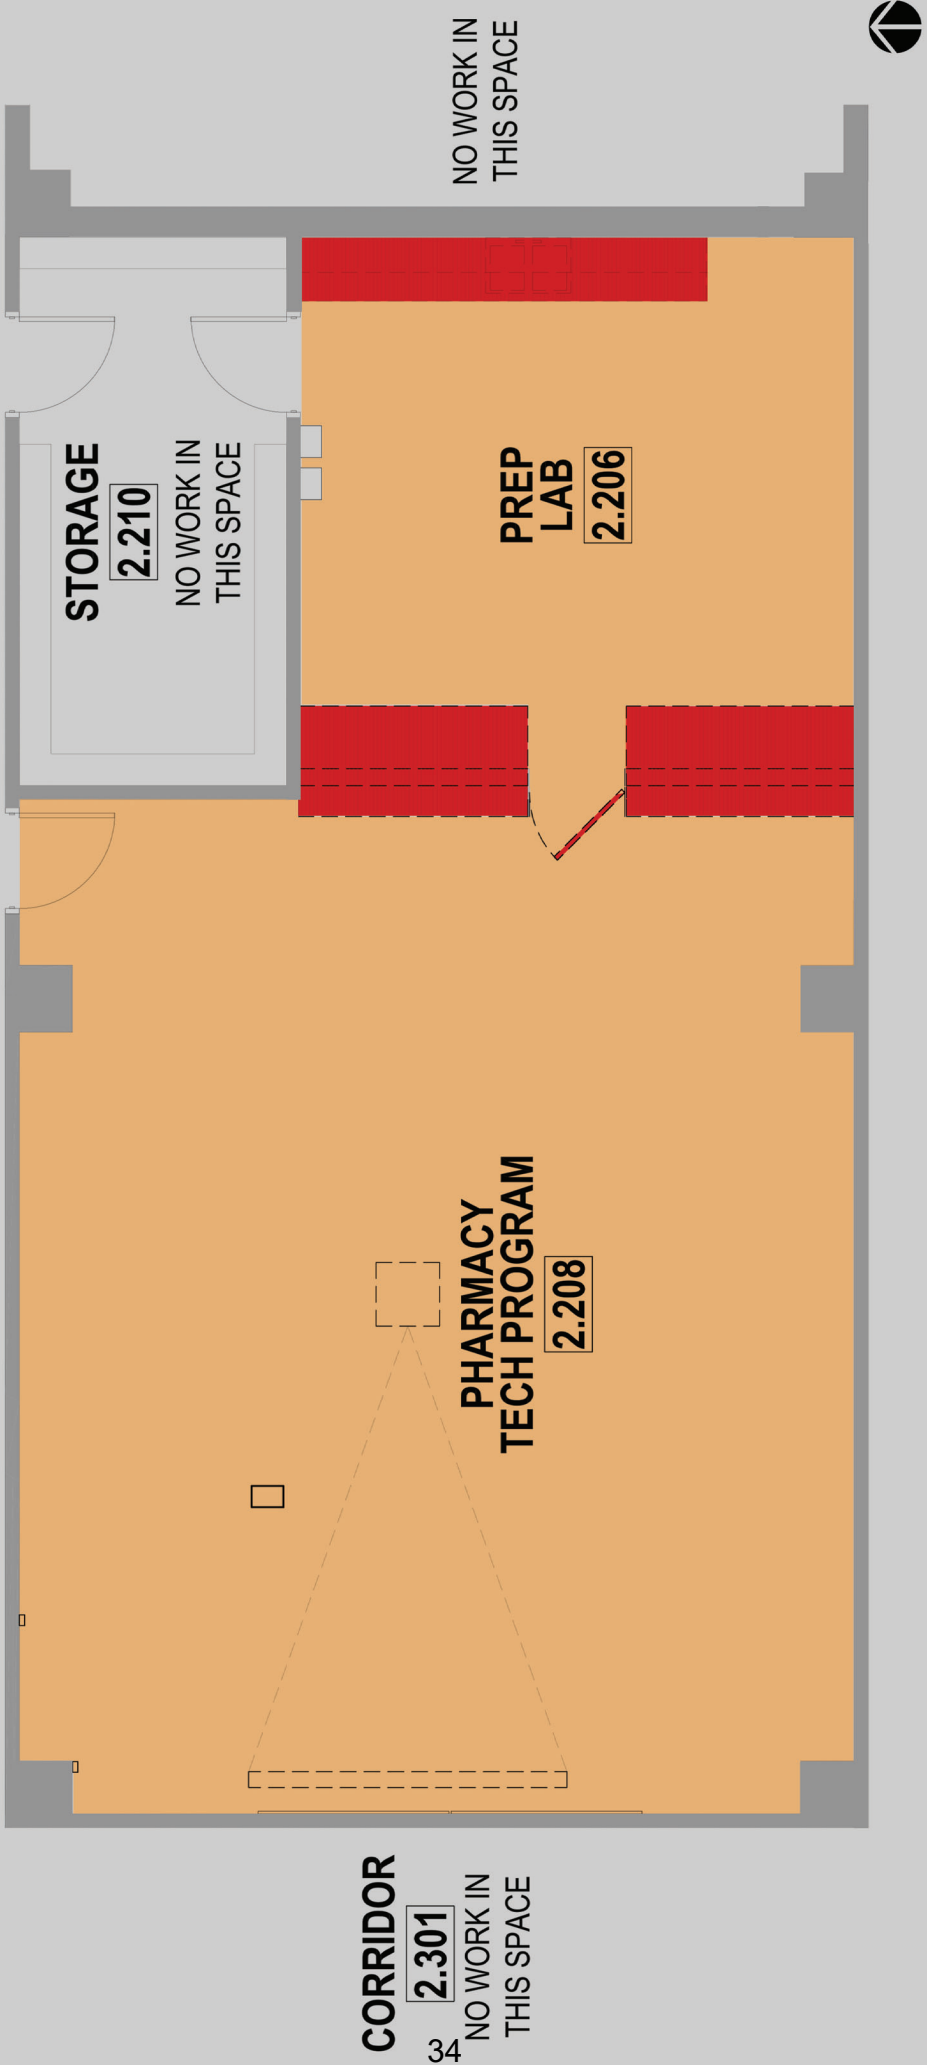 NO WORK IN
THIS SPACE
STORAGE
2.210
NO WORK IN
THIS SPACE
PREP
LAB
2.206
PHARMACY
TECH PROGRAM
2.208
CORRIDOR
2.301
NO WORK IN
THIS SPACE
34